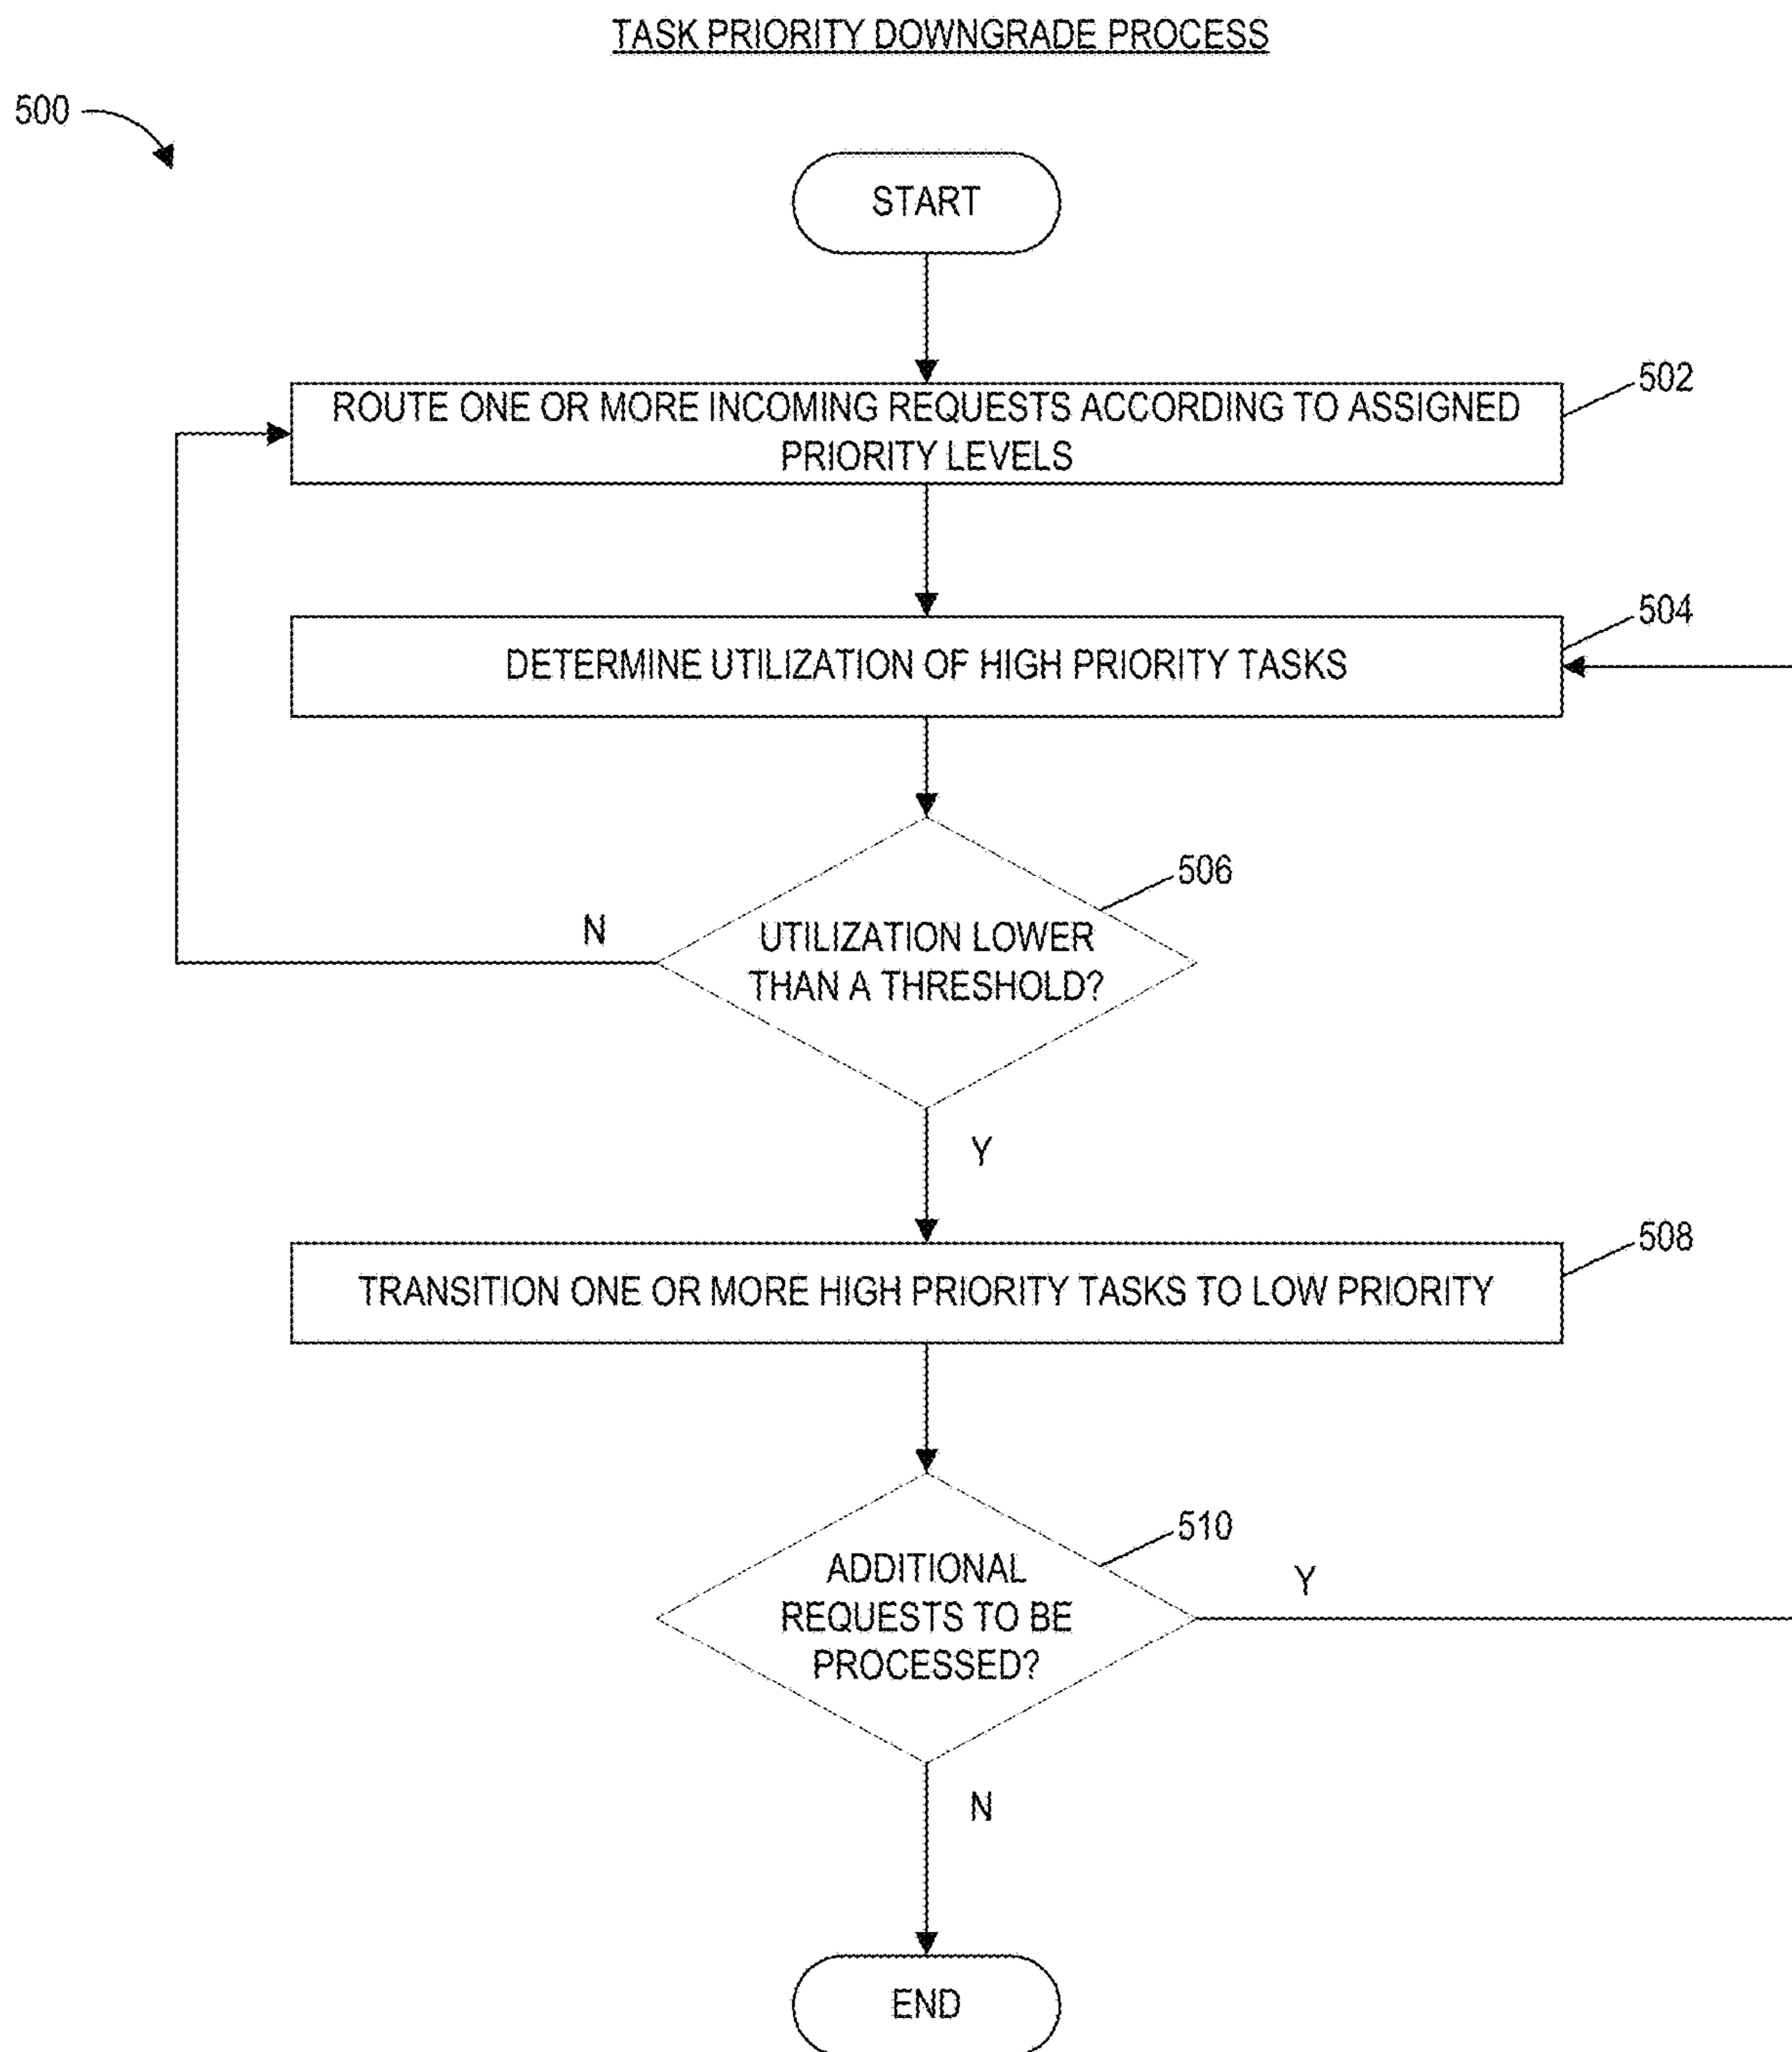 TASK PRIORITY DOWNGRADE PROCESS
500
START
ROUTE ONE OR MORE INCOMING REQUESTS ACCORDING TO ASSIGNED
PRIORITY LEVELS
502
DETERMINE UTILIZATION OF HIGH PRIORITY TASKS
504
506
UTILIZATION LOWER
THAN A THRESHOLD?
N
Y
TRANSITION ONE OR MORE HIGH PRIORITY TASKS TO LOW PRIORITY
508
510
ADDITIONAL
REQUESTS TO BE
PROCESSED?
Y
N
END